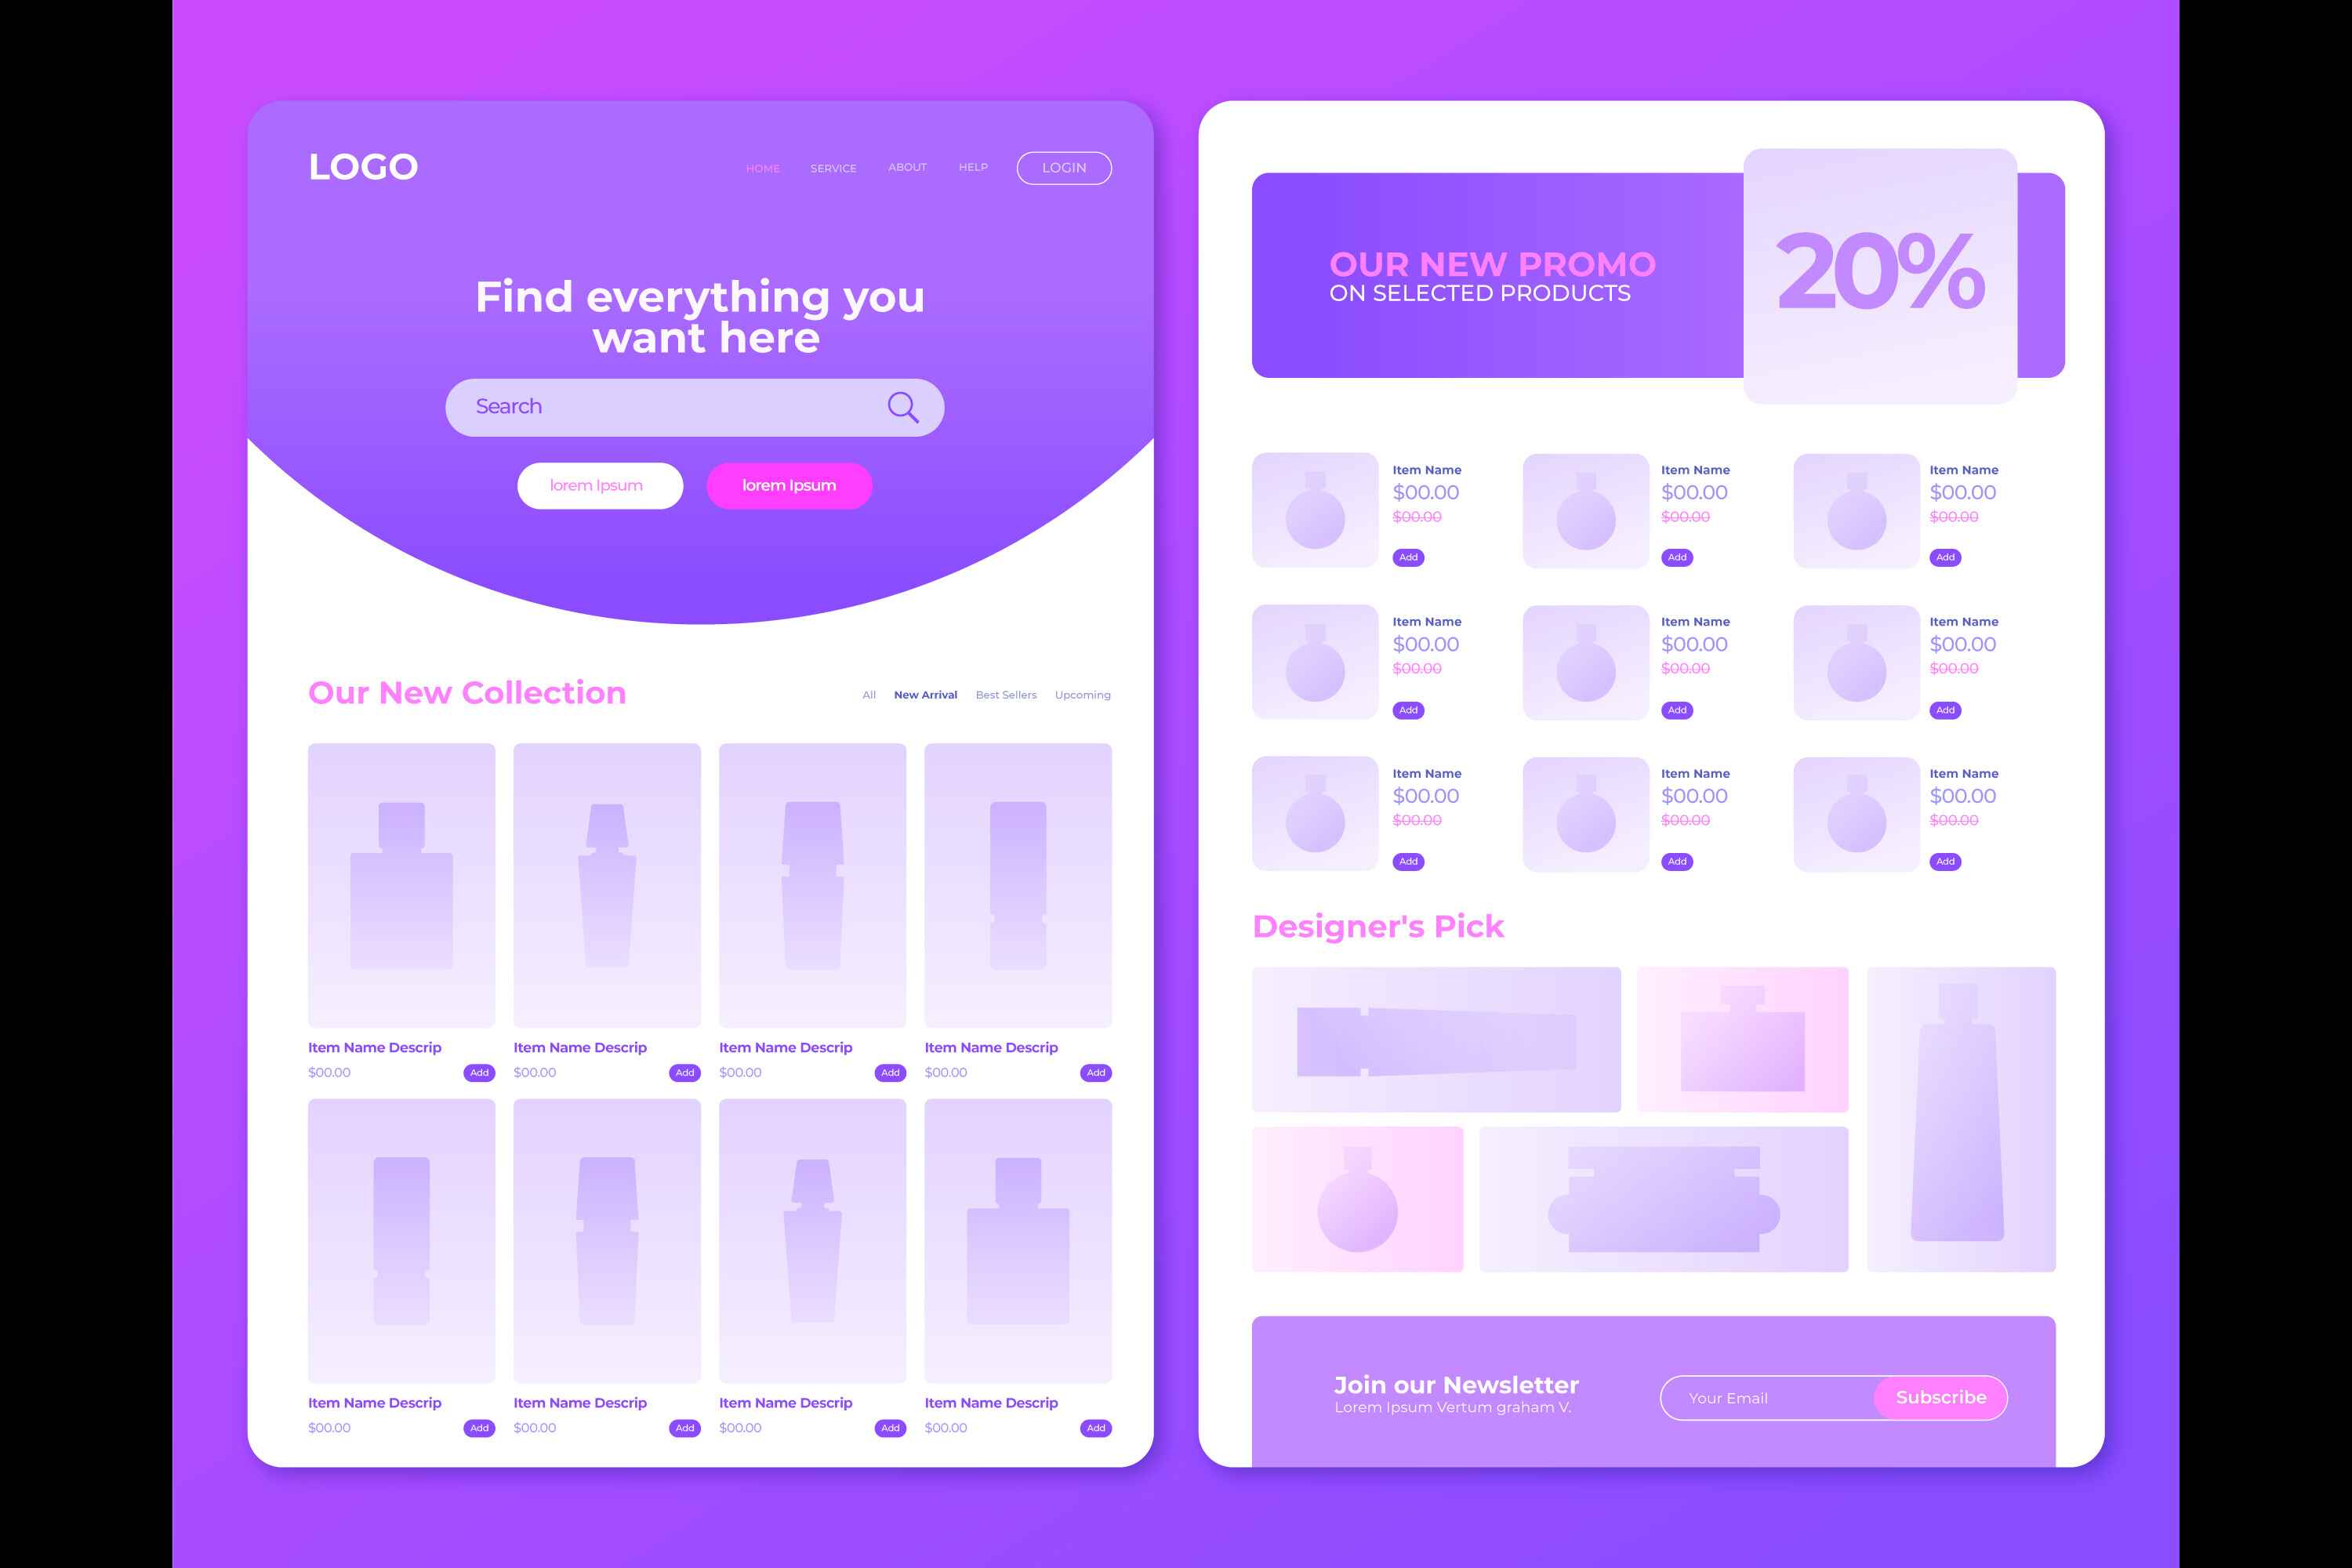 LOGO
HOME SERVICE ABOUT HELP LOGIN
Find everything you
want here
Search
lorem Ipsum lorem Ipsum
Our New Collection
All New Arrival Best Sellers Upcoming
Item Name Descrip Item Name Descrip Item Name Descrip Item Name Descrip
$00.00 Add $00.00 Add $00.00 Add $00.00 Add
Item Name Descrip Item Name Descrip Item Name Descrip Item Name Descrip
$00.00 Add $00.00 Add $00.00 Add $00.00 Add
OUR NEW PROMO
ON SELECTED PRODUCTS
20%
Item Name Item Name Item Name
$00.00 $00.00 $00.00
$00.00 $00.00 $00.00
Add Add Add
Item Name Item Name Item Name
$00.00 $00.00 $00.00
$00.00 $00.00 $00.00
Add Add Add
Item Name Item Name Item Name
$00.00 $00.00 $00.00
$00.00 $00.00 $00.00
Add Add Add
Designer's Pick
Join our Newsletter
Lorem Ipsum Vertum graham V.
Your Email Subscribe